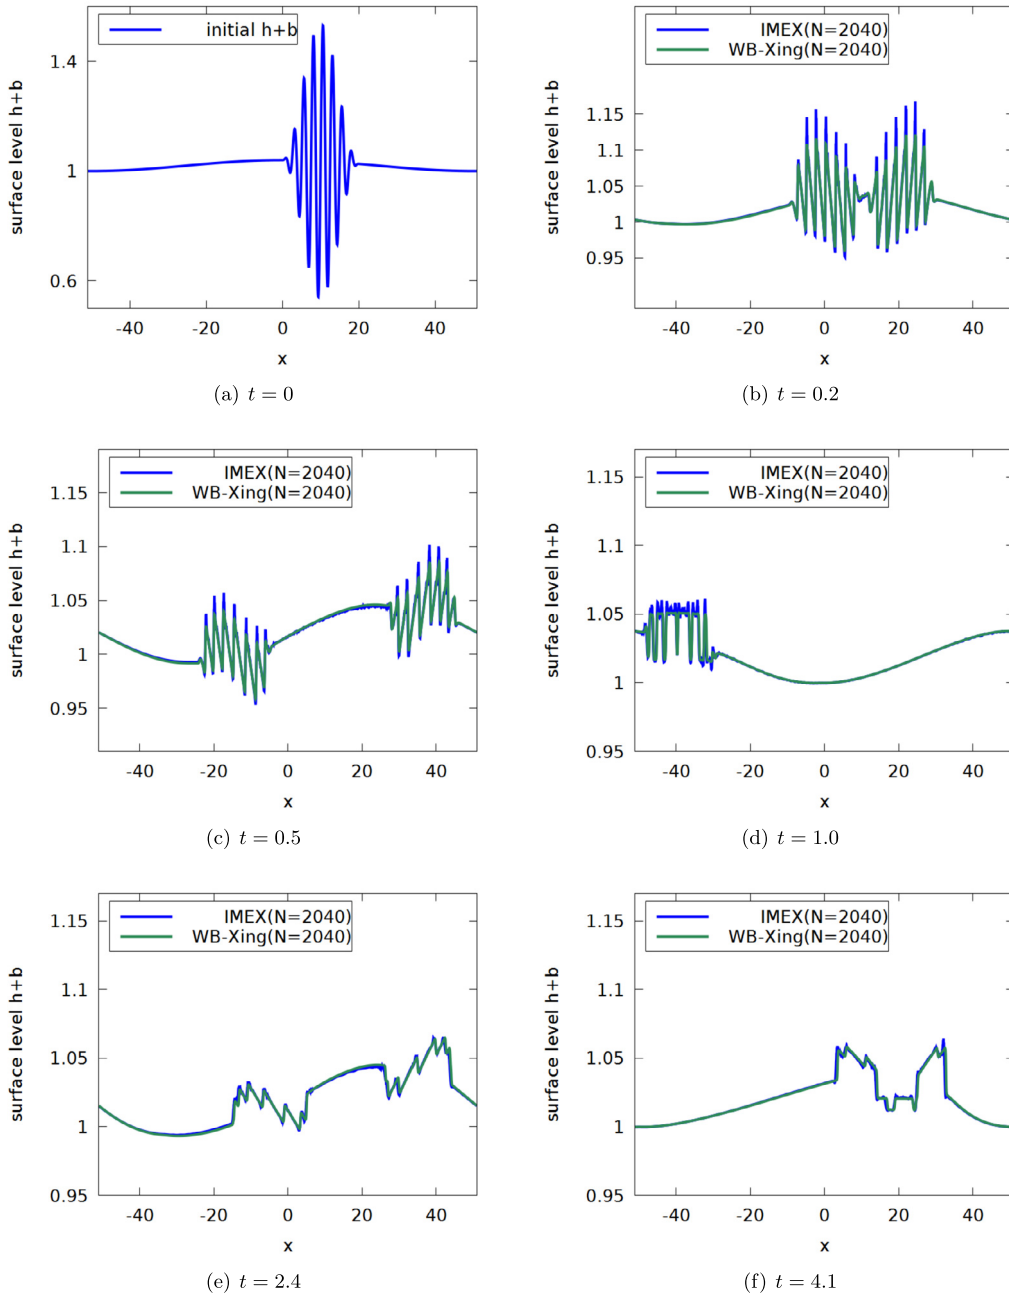 surface level h+b
initial h+b
1.4
1
0.6
-40 -20 0 20 40
x
(a) t = 0
surface level h+b
IMEX(N=2040)
WB-Xing(N=2040)
1.15
1.1
1.05
1
0.95
-40 -20 0 20 40
x
(b) t = 0.2
surface level h+b
IMEX(N=2040)
WB-Xing(N=2040)
1.15
1.1
1.05
1
0.95
-40 -20 0 20 40
x
(c) t = 0.5
surface level h+b
IMEX(N=2040)
WB-Xing(N=2040)
1.15
1.1
1.05
1
0.95
-40 -20 0 20 40
x
(d) t = 1.0
surface level h+b
IMEX(N=2040)
WB-Xing(N=2040)
1.15
1.1
1.05
1
0.95
-40 -20 0 20 40
x
(e) t = 2.4
surface level h+b
IMEX(N=2040)
WB-Xing(N=2040)
1.15
1.1
1.05
1
0.95
-40 -20 0 20 40
x
(f) t = 4.1